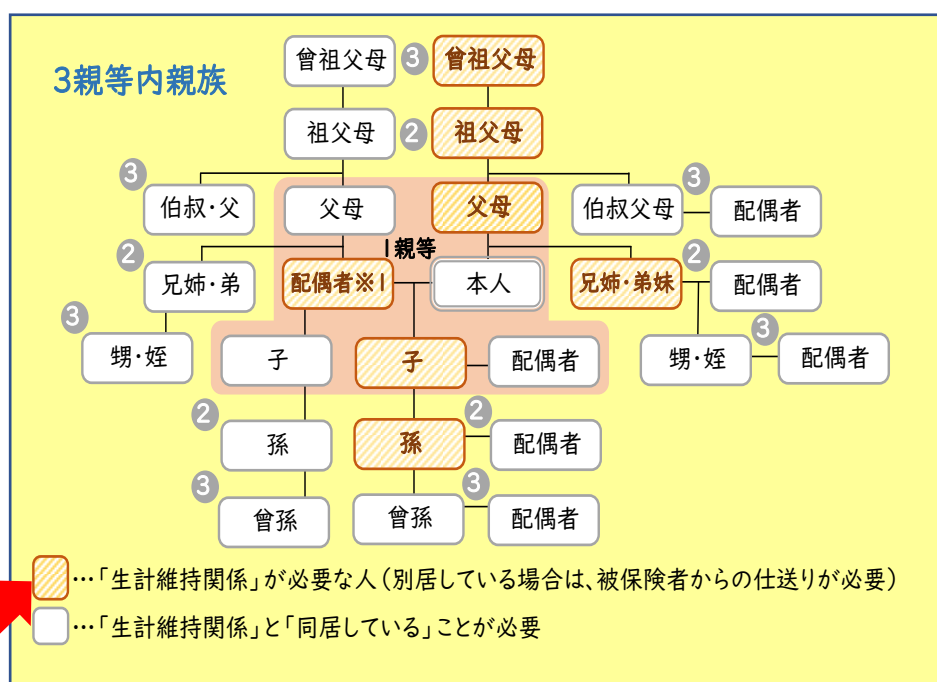 3親等内親族
曾祖父母 3 曾祖父母
祖父母 2 祖父母
3 伯叔・父 父母 父母 伯叔父母 3 配偶者
1親等
2 兄姉・弟 配偶者※1 本人 兄姉・弟妹 2 配偶者
3 甥・姪 子 子 配偶者 甥・姪 3 配偶者
2 孫 孫 2 配偶者
3 曾孫 曾孫 3 配偶者
…「生計維持関係」が必要な人(別居している場合は、被保険者からの仕送りが必要)
…「生計維持関係」と「同居している」ことが必要